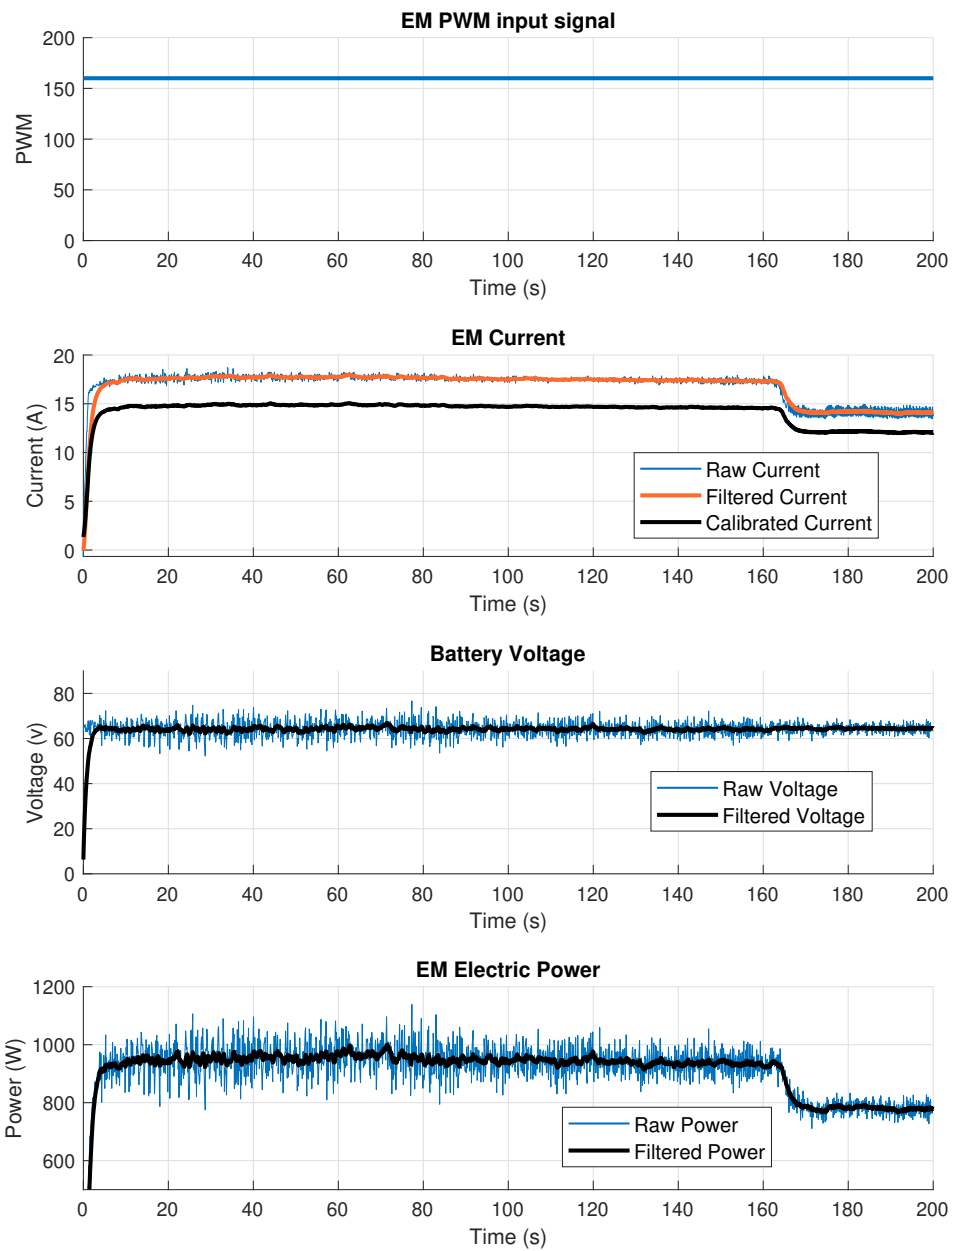 EM PWM input signal
200
150
100
50
0
PWM
0 20 40 60 80 100 120 140 160 180 200
Time (s)
EM Current
20
15
10
5
0
Current (A)
Raw Current
Filtered Current
Calibrated Current
0 20 40 60 80 100 120 140 160 180 200
Time (s)
Battery Voltage
80
60
40
20
0
Voltage (v)
Raw Voltage
Filtered Voltage
0 20 40 60 80 100 120 140 160 180 200
Time (s)
EM Electric Power
1200
1000
800
600
Power (W)
Raw Power
Filtered Power
0 20 40 60 80 100 120 140 160 180 200
Time (s)